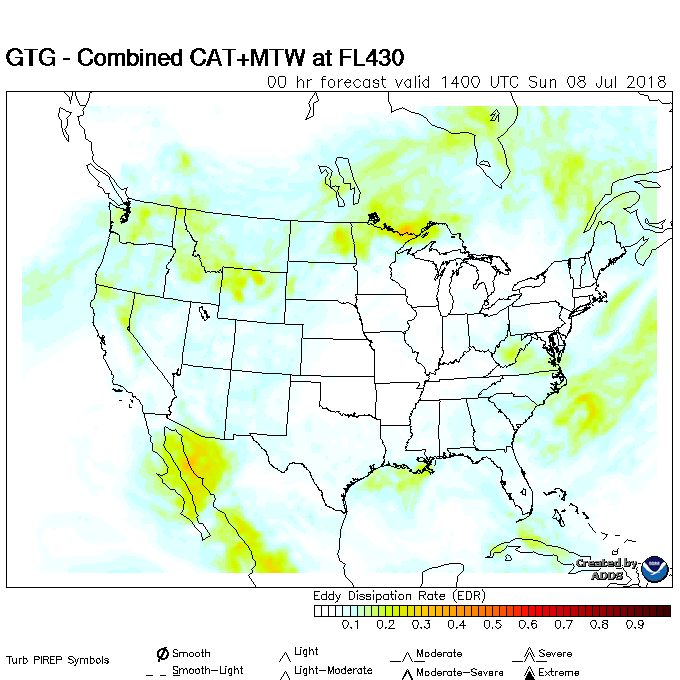 GTG - Combined CAT+MTW at FL430
00 hr forecast valid 1400 UTC Sun 08 Jul 2018
Created by
ADDS
Eddy Dissipation Rate (EDR)
0.1 0.2 0.3 0.4 0.5 0.6 0.7 0.8 0.9
Turb PIREP Symbols
Smooth Light Moderate Severe
Smooth-Light Light-Moderate Moderate-Severe Extreme